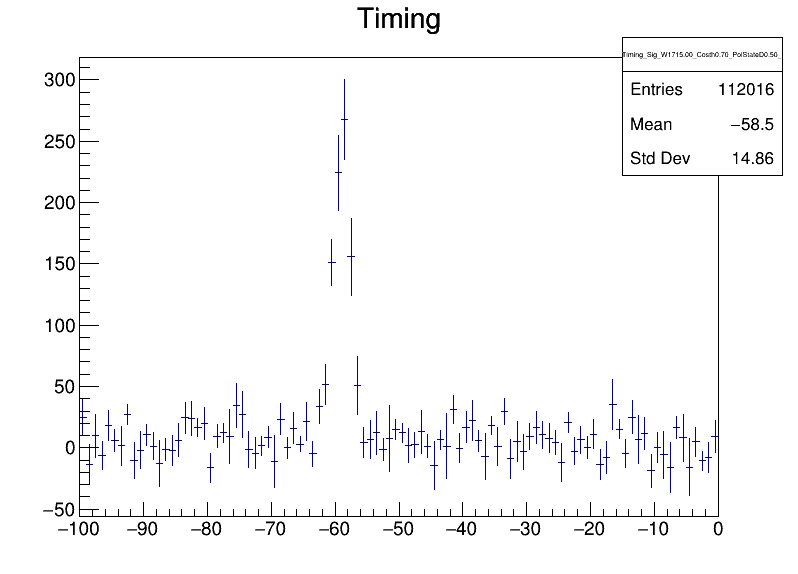 Timing
Timing_Sig_W1715.00_Costh0.70_PolStateD0.50_
Entries 112016
Mean −58.5
Std Dev 14.86
300
250
200
150
100
50
0
−50
−100 −90 −80 −70 −60 −50 −40 −30 −20 −10 0